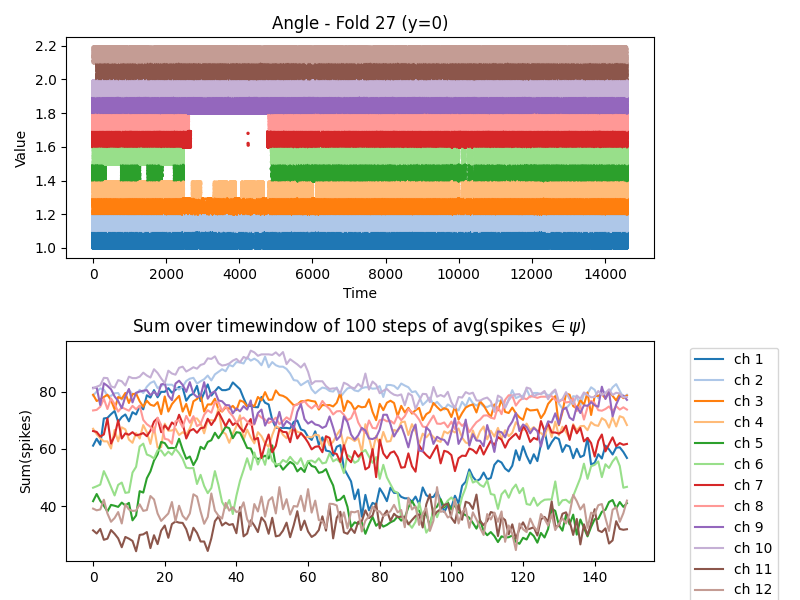 Angle - Fold 27 (y=0)
Value
2.2
2.0
1.8
1.6
1.4
1.2
1.0
0 2000 4000 6000 8000 10000 12000 14000
Time
Sum over timewindow of 100 steps of avg(spikes ∈ ψ)
Sum(spikes)
80
60
40
0 20 40 60 80 100 120 140
ch 1
ch 2
ch 3
ch 4
ch 5
ch 6
ch 7
ch 8
ch 9
ch 10
ch 11
ch 12